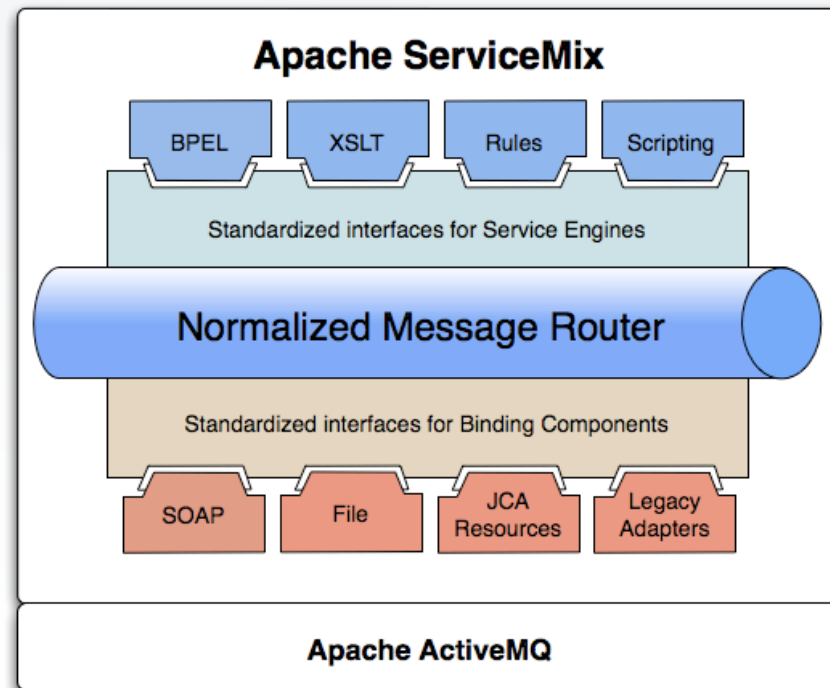 Apache ServiceMix
BPEL
XSLT
Rules
Scripting
Standardized interfaces for Service Engines
Normalized Message Router
Standardized interfaces for Binding Components
SOAP
File
JCA
Resources
Legacy
Adapters
Apache ActiveMQ